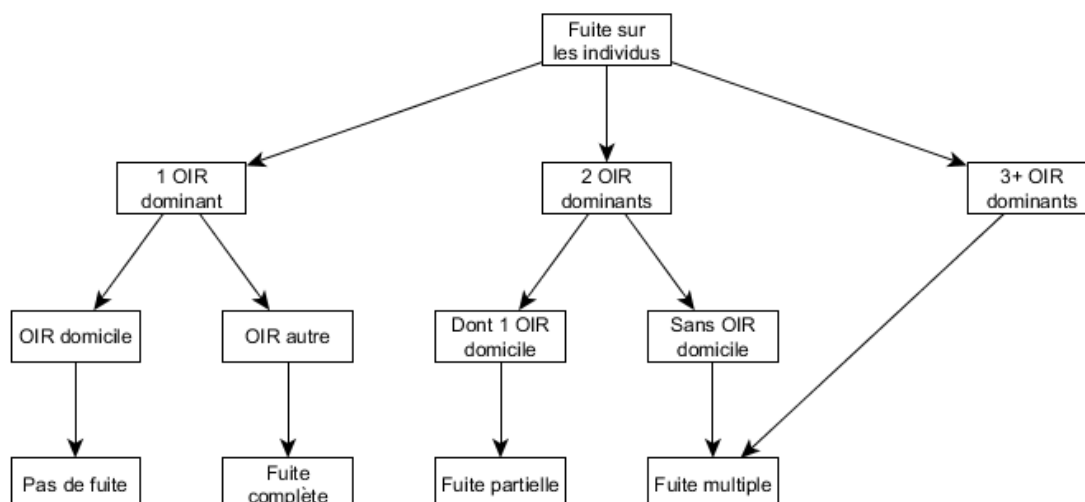 Fuite sur
les individus
1 OIR
dominant
2 OIR
dominants
3+ OIR
dominants
OIR domicile
OIR autre
Dont 1 OIR
domicile
Sans OIR
domicile
Pas de fuite
Fuite
complète
Fuite partielle
Fuite multiple